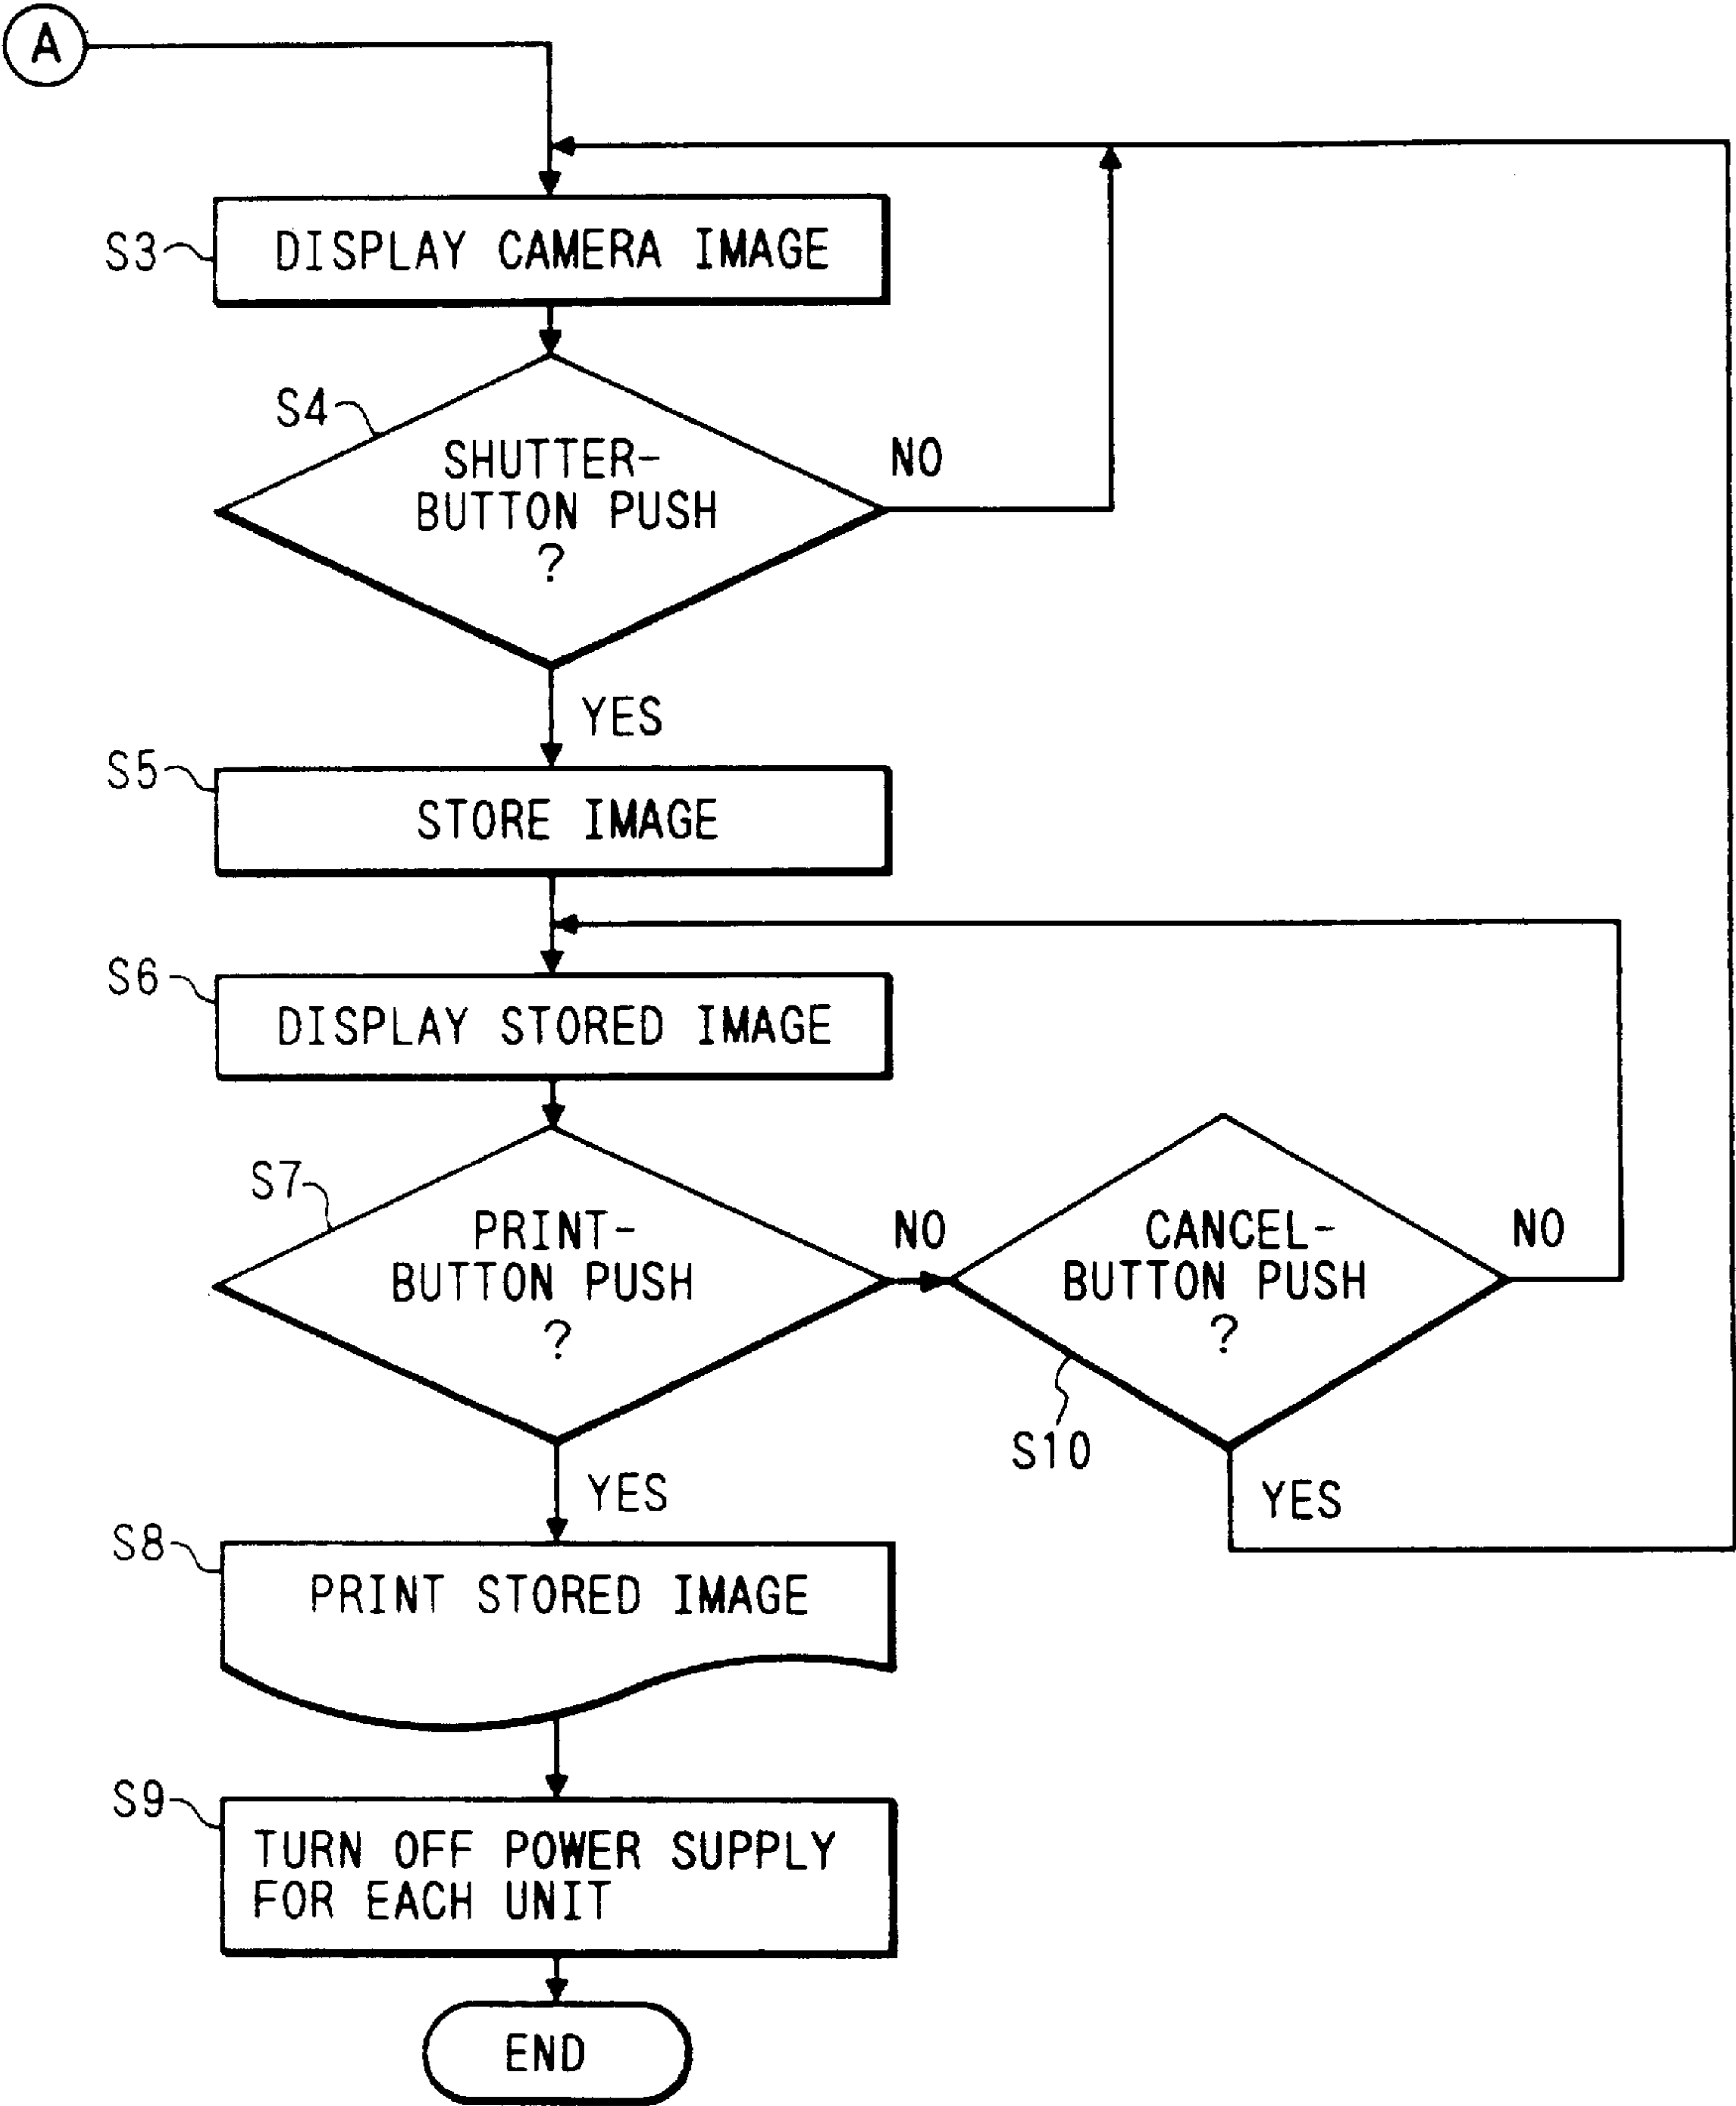 A
S3
DISPLAY CAMERA IMAGE
S4
SHUTTER-
BUTTON PUSH
?
NO
YES
S5
STORE IMAGE
S6
DISPLAY STORED IMAGE
S7
PRINT-
BUTTON PUSH
?
NO
CANCEL-
BUTTON PUSH
?
NO
S10
YES
YES
S8
PRINT STORED IMAGE
S9
TURN OFF POWER SUPPLY
FOR EACH UNIT
END